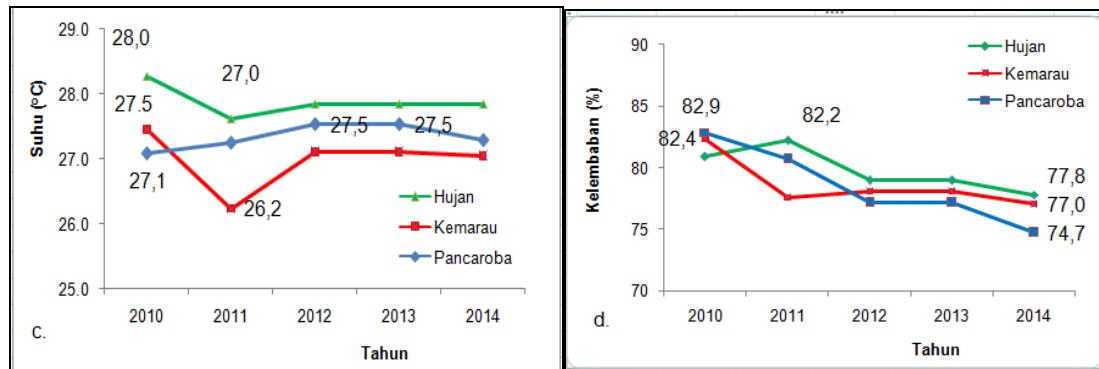 Suhu (°C)
29.0
28.0
27.0
26.0
25.0
28,0
27,0
27.5
27,5
27,5
27,1
26,2
Hujan
Kemarau
Pancaroba
2010 2011 2012 2013 2014
c.
Tahun
Kelembaban (%)
90
85
80
75
70
Hujan
Kemarau
Pancaroba
82,9
82,2
82,4
77,8
77,0
74,7
2010 2011 2012 2013 2014
d.
Tahun